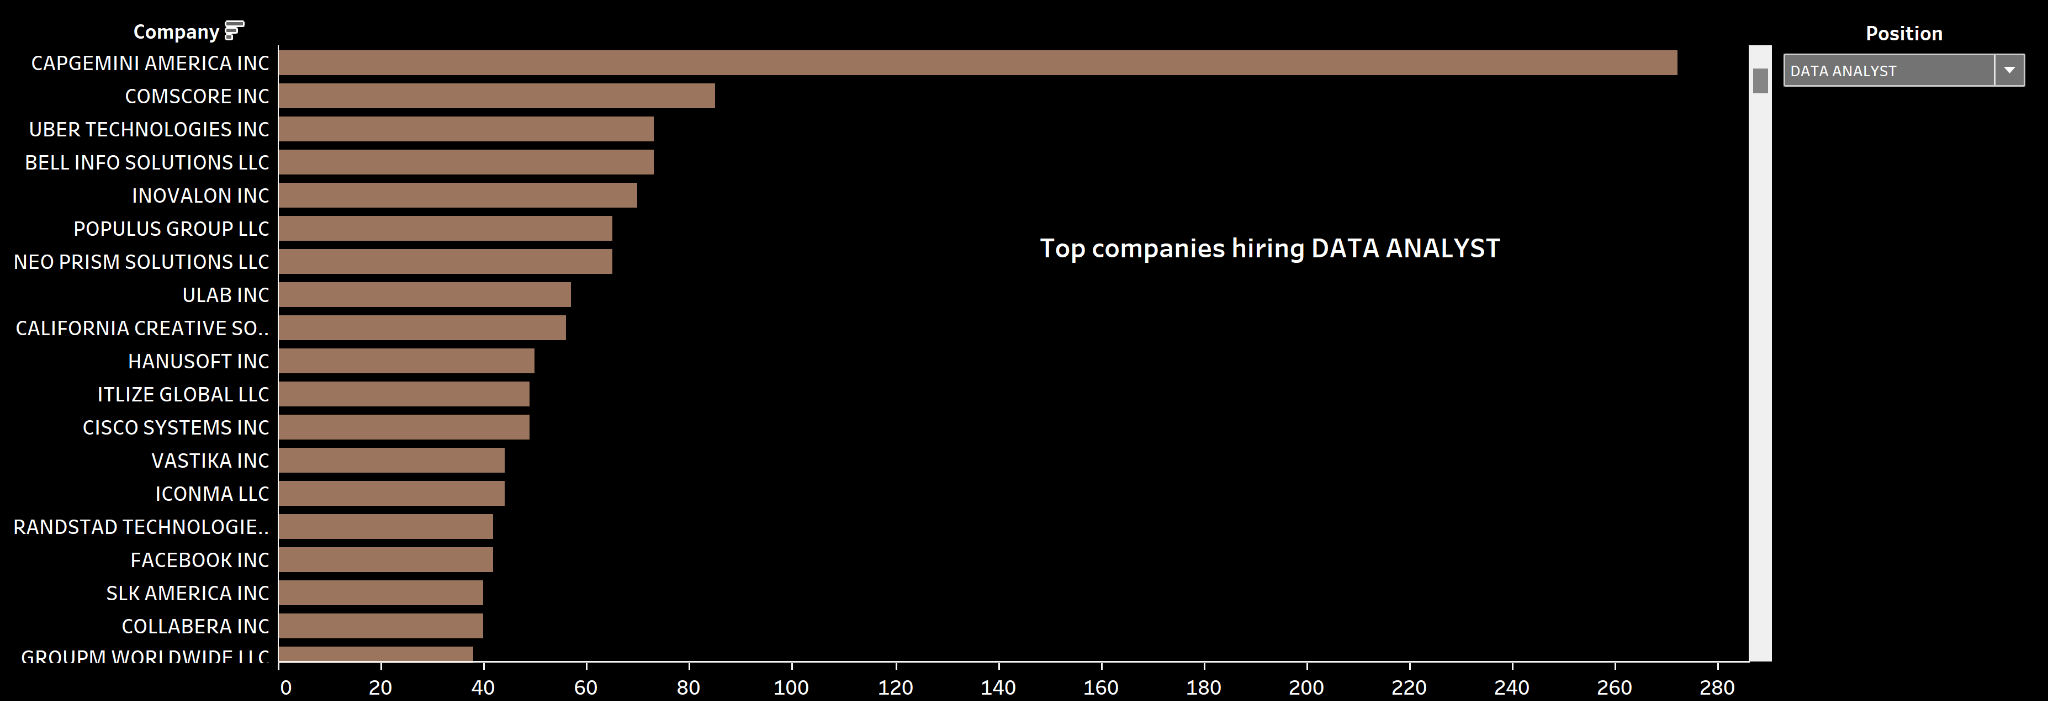 Company
Position
CAPGEMINI AMERICA INC
DATA ANALYST
COMSCORE INC
UBER TECHNOLOGIES INC
BELL INFO SOLUTIONS LLC
INOVALON INC
POPULUS GROUP LLC
Top companies hiring DATA ANALYST
NEO PRISM SOLUTIONS LLC
ULAB INC
CALIFORNIA CREATIVE SO..
HANUSOFT INC
ITLIZE GLOBAL LLC
CISCO SYSTEMS INC
VASTIKA INC
ICONMA LLC
RANDSTAD TECHNOLOGIE..
FACEBOOK INC
SLK AMERICA INC
COLLABERA INC
GROUPM WORLDWIDE LLC
0 20 40 60 80 100 120 140 160 180 200 220 240 260 280